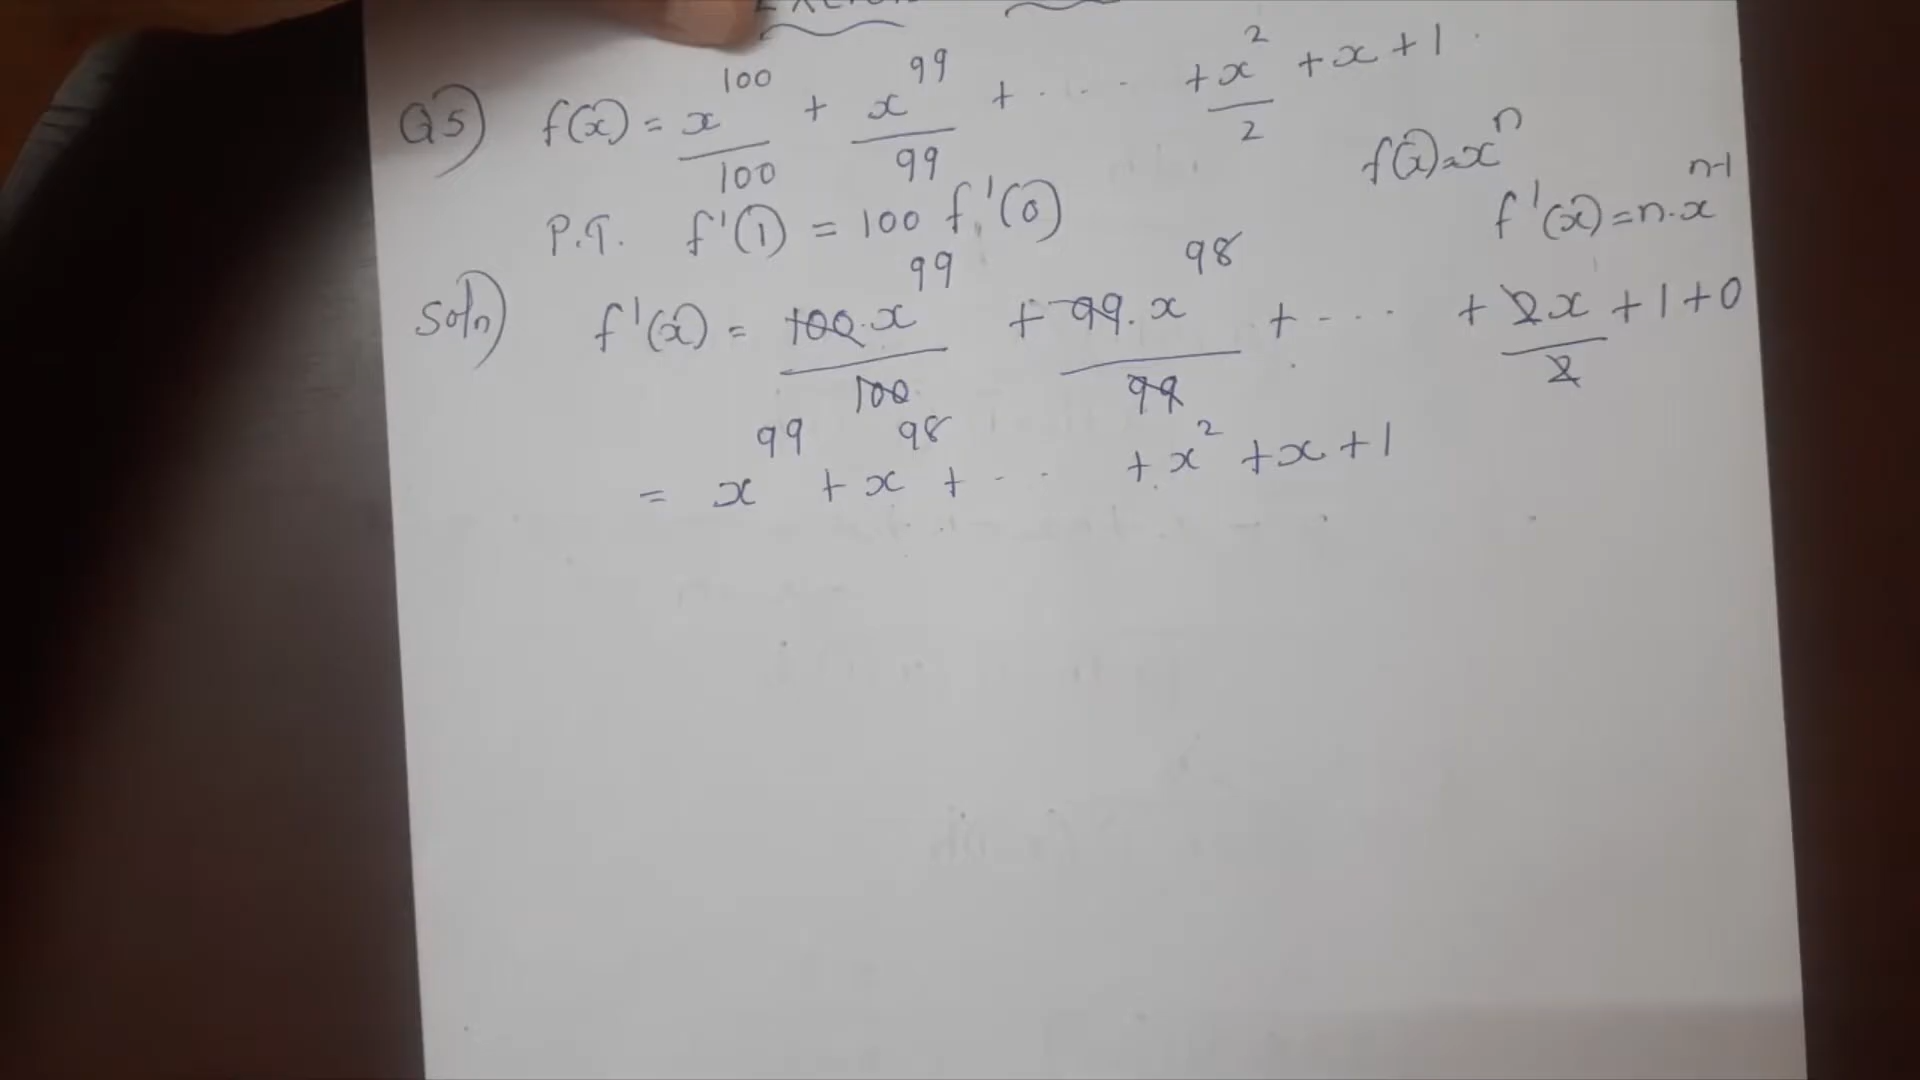 Q5) f(x) = x^100/100 + x^99/99 + ···· + x^2/2 + x + 1.
f(x) = x^n
P.T. f'(1) = 100 f'(0)
f'(x) = n·x^(n-1)
Soln) f'(x) = 100·x^99/100 + 99·x^98/99 + ···· + 2x/2 + 1 + 0
= x^99 + x^98 + ··· + x^2 + x + 1